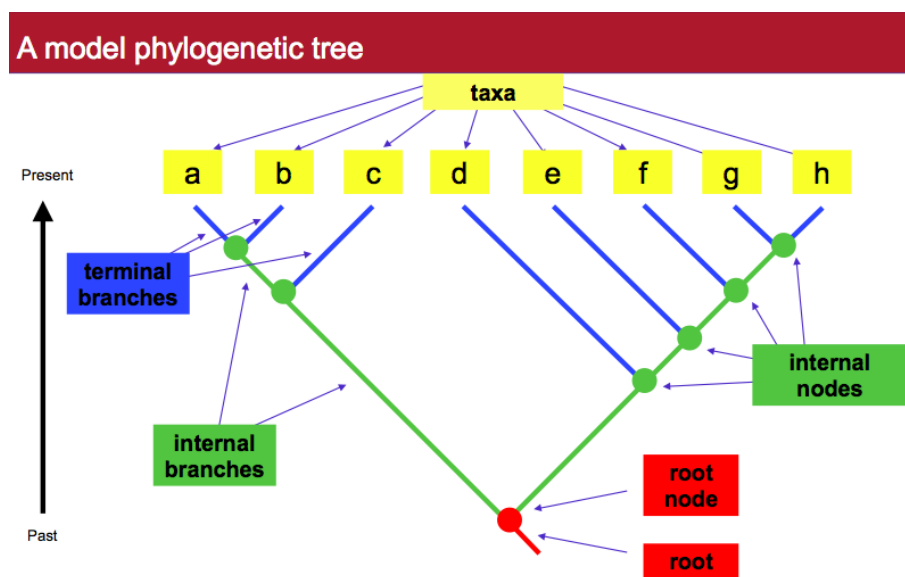 A model phylogenetic tree
taxa
Present
a b c d e f g h
terminal
branches
internal
nodes
internal
branches
root
node
Past
root